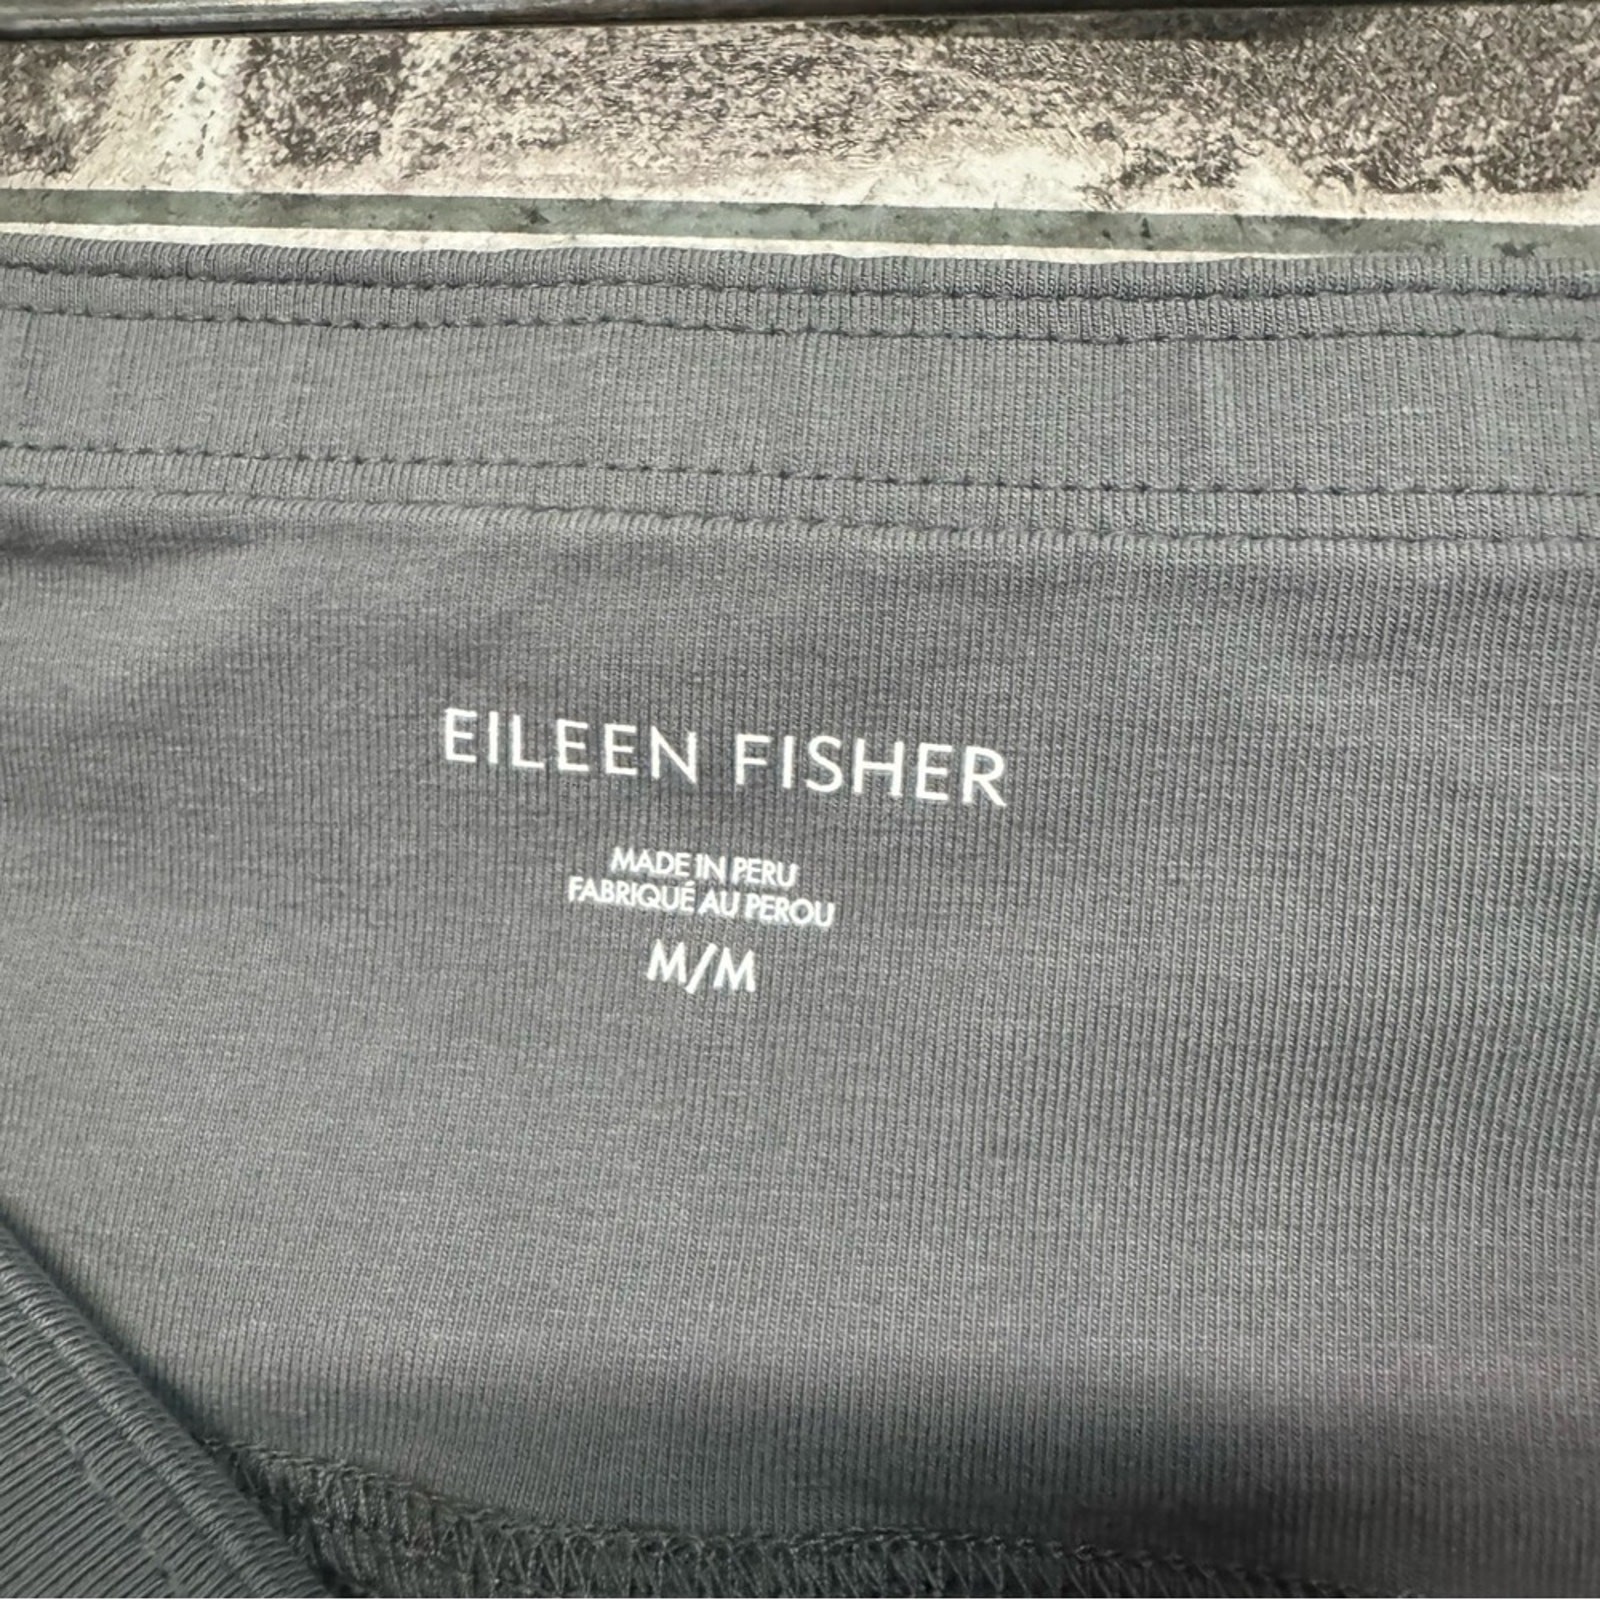 EILEEN FISHER
MADE IN PERU
FABRIQUÉ AU PEROU
M/M